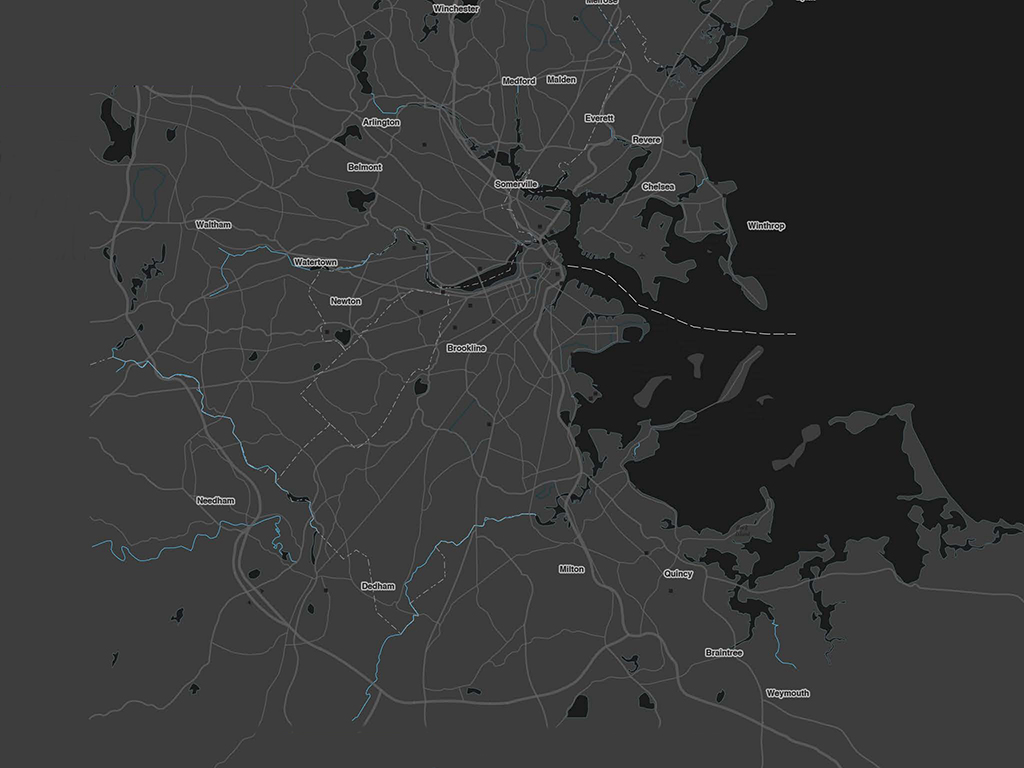 Melrose
Winchester
Medford
Malden
Everett
Arlington
Revere
Belmont
Somerville
Chelsea
Waltham
Winthrop
Watertown
Newton
Brookline
Needham
Milton
Quincy
Dedham
Braintree
Weymouth